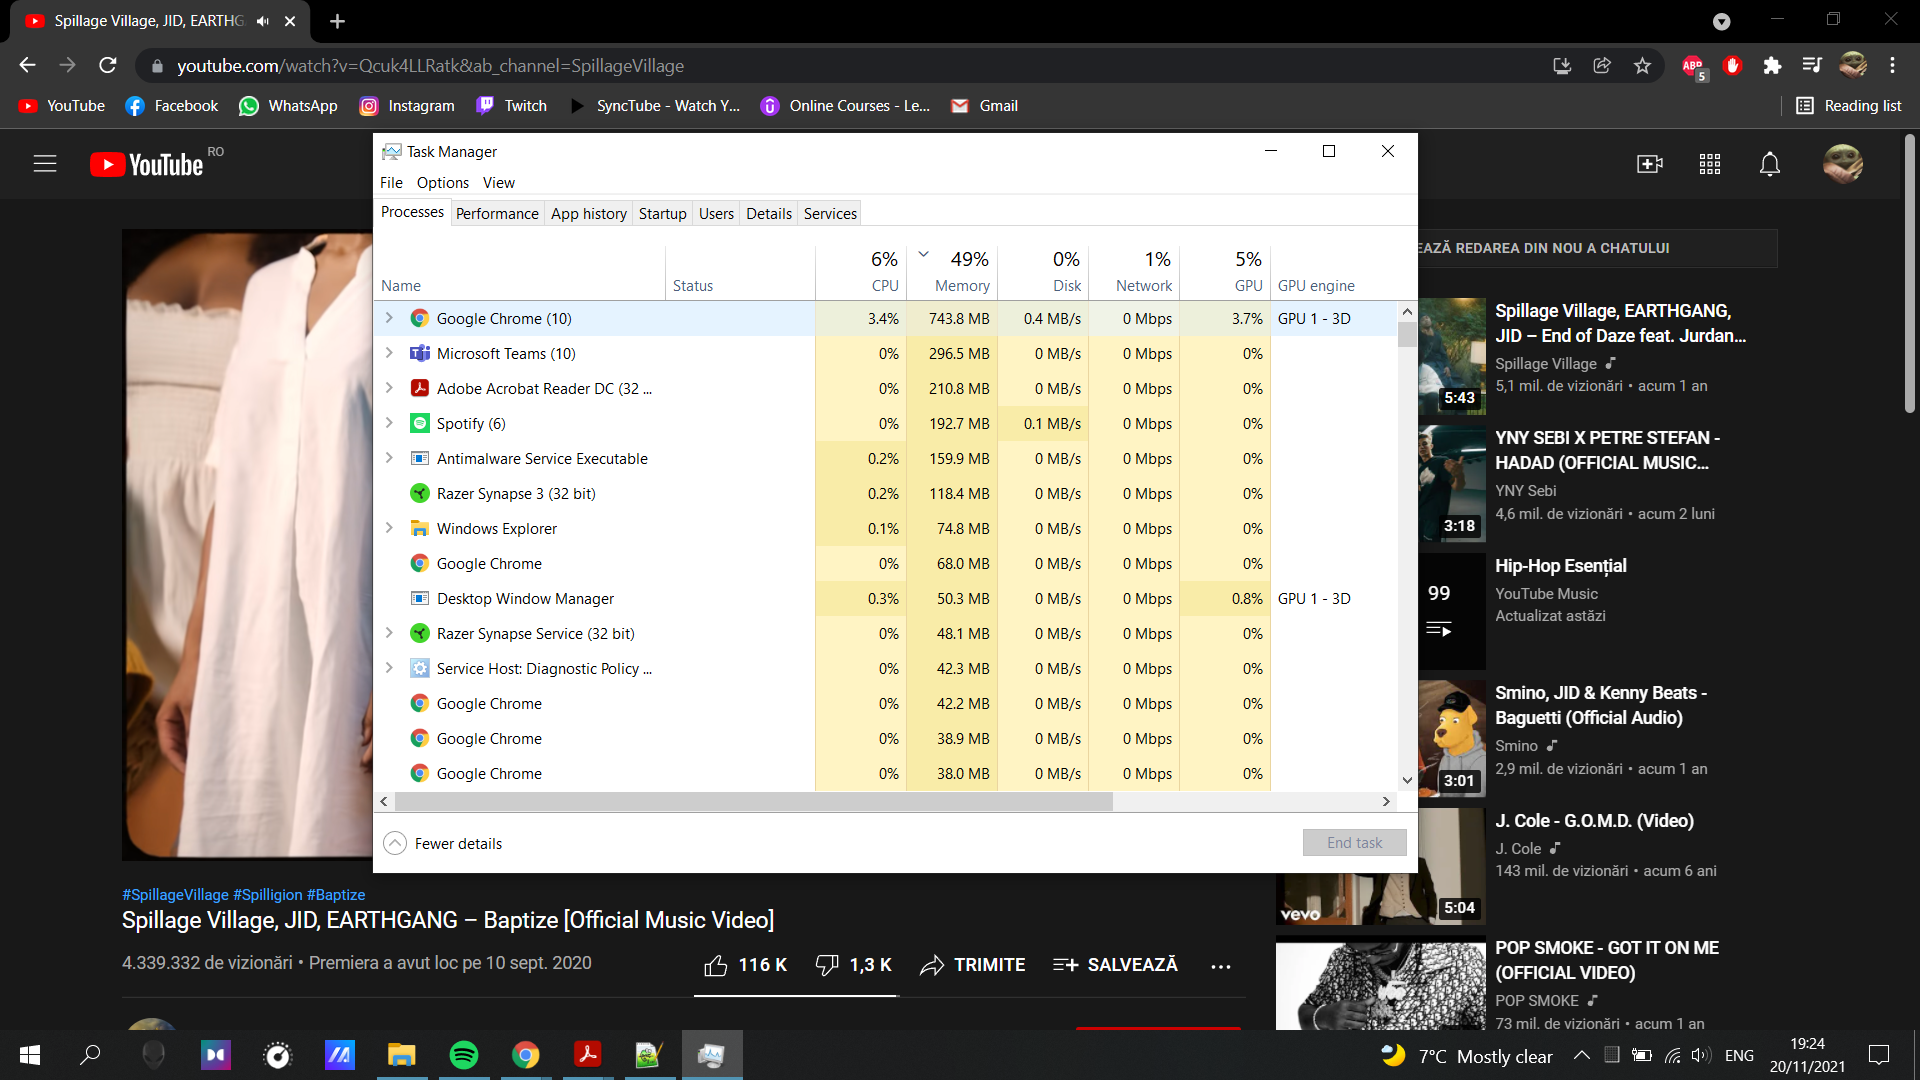 Spillage Village, JID, EARTHG
youtube.com/watch?v=Qcuk4LLRatk&ab_channel=SpillageVillage
ABP
5
YouTube
Facebook
WhatsApp
Instagram
Twitch
SyncTube - Watch Y...
Online Courses - Le...
Gmail
Reading list
YouTube RO
Task Manager
File Options View
Processes Performance App history Startup Users Details Services
6% 49% 0% 1% 5%
Name Status CPU Memory Disk Network GPU GPU engine
Google Chrome (10) 3.4% 743.8 MB 0.4 MB/s 0 Mbps 3.7% GPU 1 - 3D
Microsoft Teams (10) 0% 296.5 MB 0 MB/s 0 Mbps 0%
Adobe Acrobat Reader DC (32 ... 0% 210.8 MB 0 MB/s 0 Mbps 0%
Spotify (6) 0% 192.7 MB 0.1 MB/s 0 Mbps 0%
Antimalware Service Executable 0.2% 159.9 MB 0 MB/s 0 Mbps 0%
Razer Synapse 3 (32 bit) 0.2% 118.4 MB 0 MB/s 0 Mbps 0%
Windows Explorer 0.1% 74.8 MB 0 MB/s 0 Mbps 0%
Google Chrome 0% 68.0 MB 0 MB/s 0 Mbps 0%
Desktop Window Manager 0.3% 50.3 MB 0 MB/s 0 Mbps 0.8% GPU 1 - 3D
Razer Synapse Service (32 bit) 0% 48.1 MB 0 MB/s 0 Mbps 0%
Service Host: Diagnostic Policy ... 0% 42.3 MB 0 MB/s 0 Mbps 0%
Google Chrome 0% 42.2 MB 0 MB/s 0 Mbps 0%
Google Chrome 0% 38.9 MB 0 MB/s 0 Mbps 0%
Google Chrome 0% 38.0 MB 0 MB/s 0 Mbps 0%
Fewer details
End task
EAZĂ REDAREA DIN NOU A CHATULUI
Spillage Village, EARTHGANG,
JID – End of Daze feat. Jurdan...
Spillage Village
5,1 mil. de vizionări • acum 1 an
5:43
YNY SEBI X PETRE STEFAN -
HADAD (OFFICIAL MUSIC...
YNY Sebi
4,6 mil. de vizionări • acum 2 luni
3:18
Hip-Hop Esențial
YouTube Music
Actualizat astăzi
99
Smino, JID & Kenny Beats -
Baguetti (Official Audio)
Smino
2,9 mil. de vizionări • acum 1 an
3:01
J. Cole - G.O.M.D. (Video)
J. Cole
143 mil. de vizionări • acum 6 ani
vevo
5:04
POP SMOKE - GOT IT ON ME
(OFFICIAL VIDEO)
POP SMOKE
73 mil. de vizionări • acum 1 an
#SpillageVillage #Spilligion #Baptize
Spillage Village, JID, EARTHGANG – Baptize [Official Music Video]
4.339.332 de vizionări • Premiera a avut loc pe 10 sept. 2020
116 K
1,3 K
TRIMITE
SALVEAZĂ
7°C Mostly clear
ENG
19:24
20/11/2021